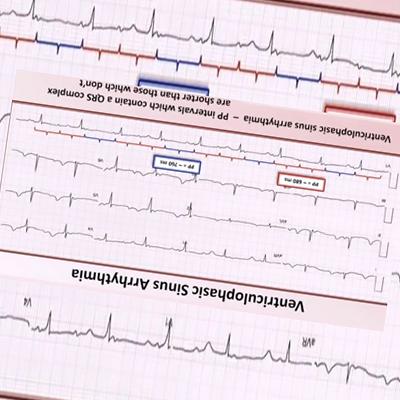 aVR V4
Ventriculophasic Sinus Arrhythmia
PP = ~ 680 ms
PP = ~ 760 ms
Ventriculophasic sinus arrhythmia – PP intervals which contain a QRS complex
are shorter than those which don't